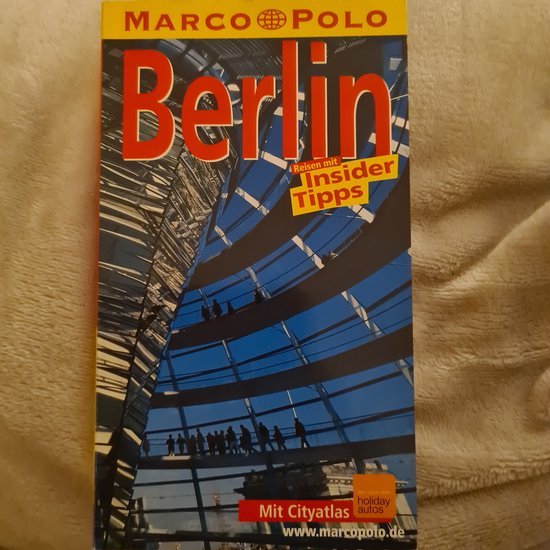 MARCO POLO
Berlin
Reisen mit
Insider
Tipps
Mit Cityatlas
holiday
autos
www.marcopolo.de